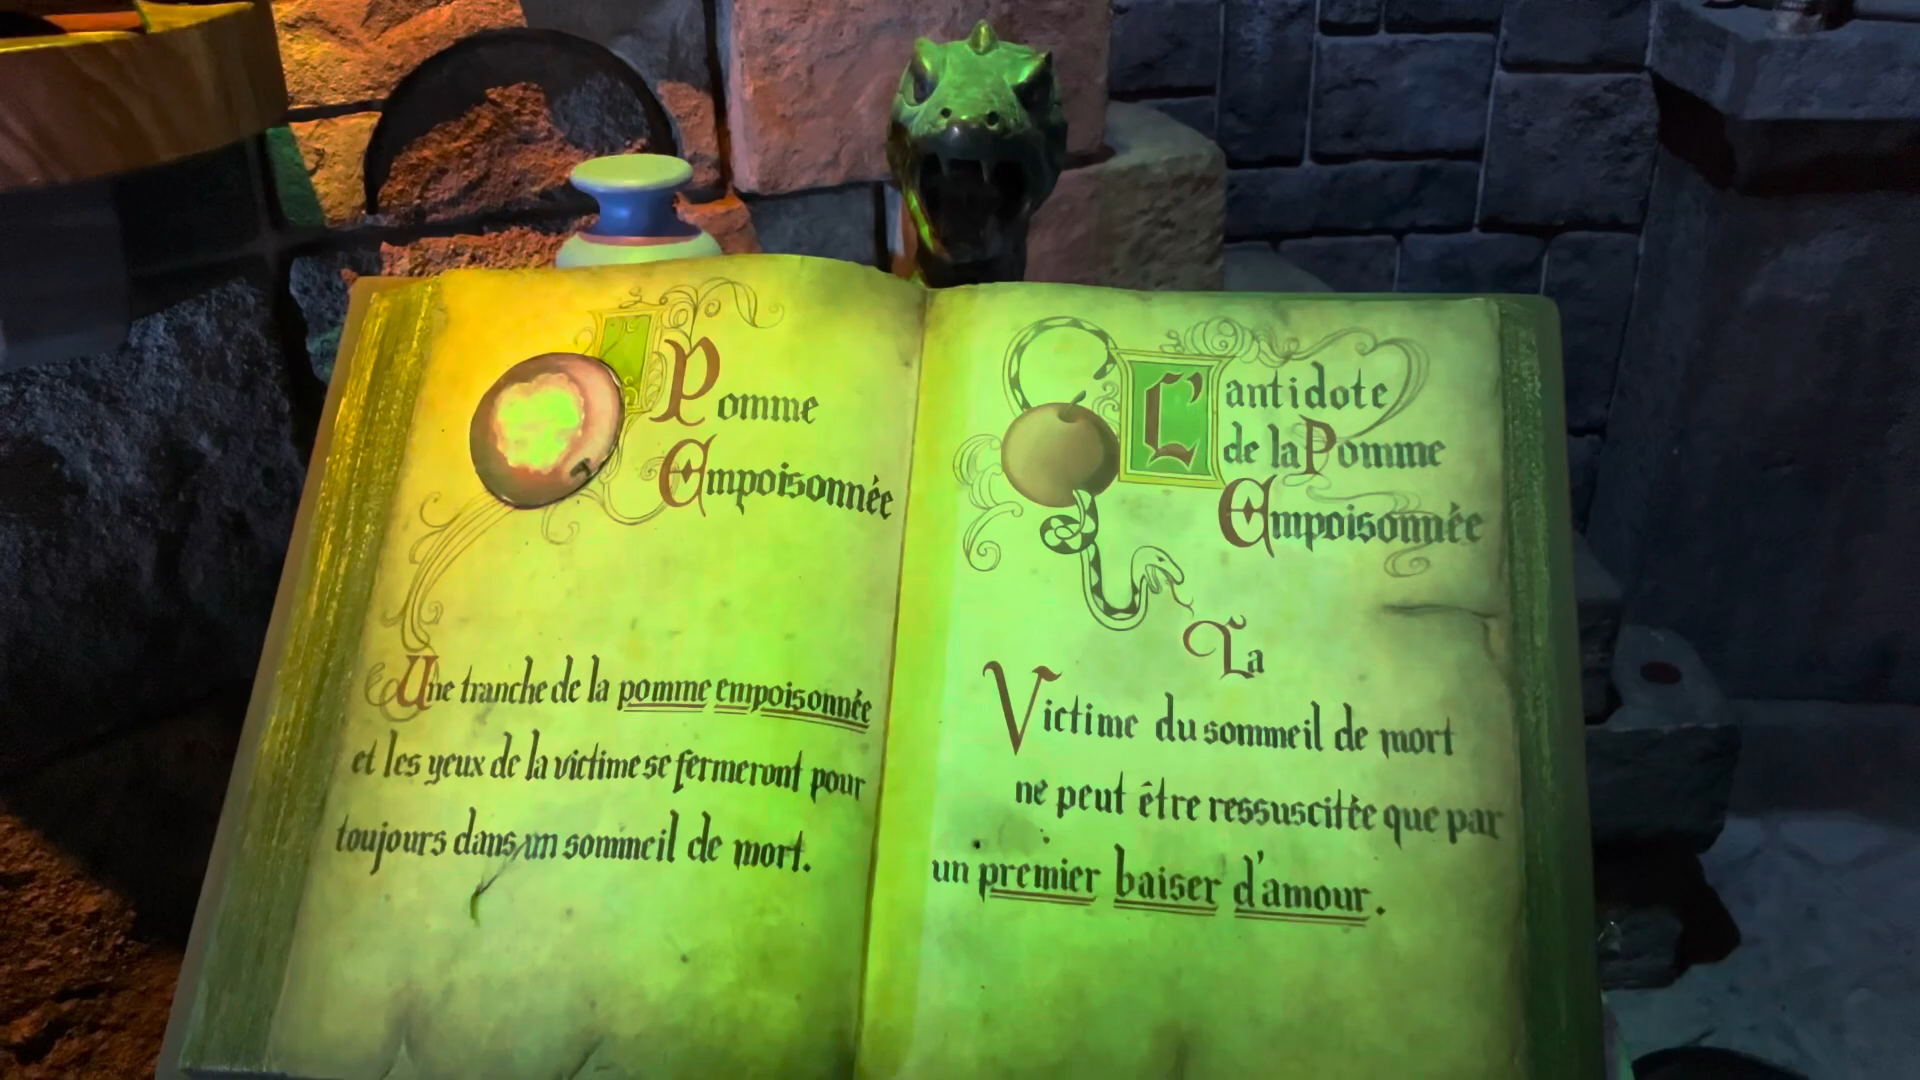 Pomme
Empoisonnée
Une tranche de la pomme empoisonnée
et les yeux de la victime se fermeront pour
toujours dans un sommeil de mort.
L'antidote
de la Pomme
Empoisonnée
La
Victime du sommeil de mort
ne peut être ressuscitée que par
un premier baiser d'amour.